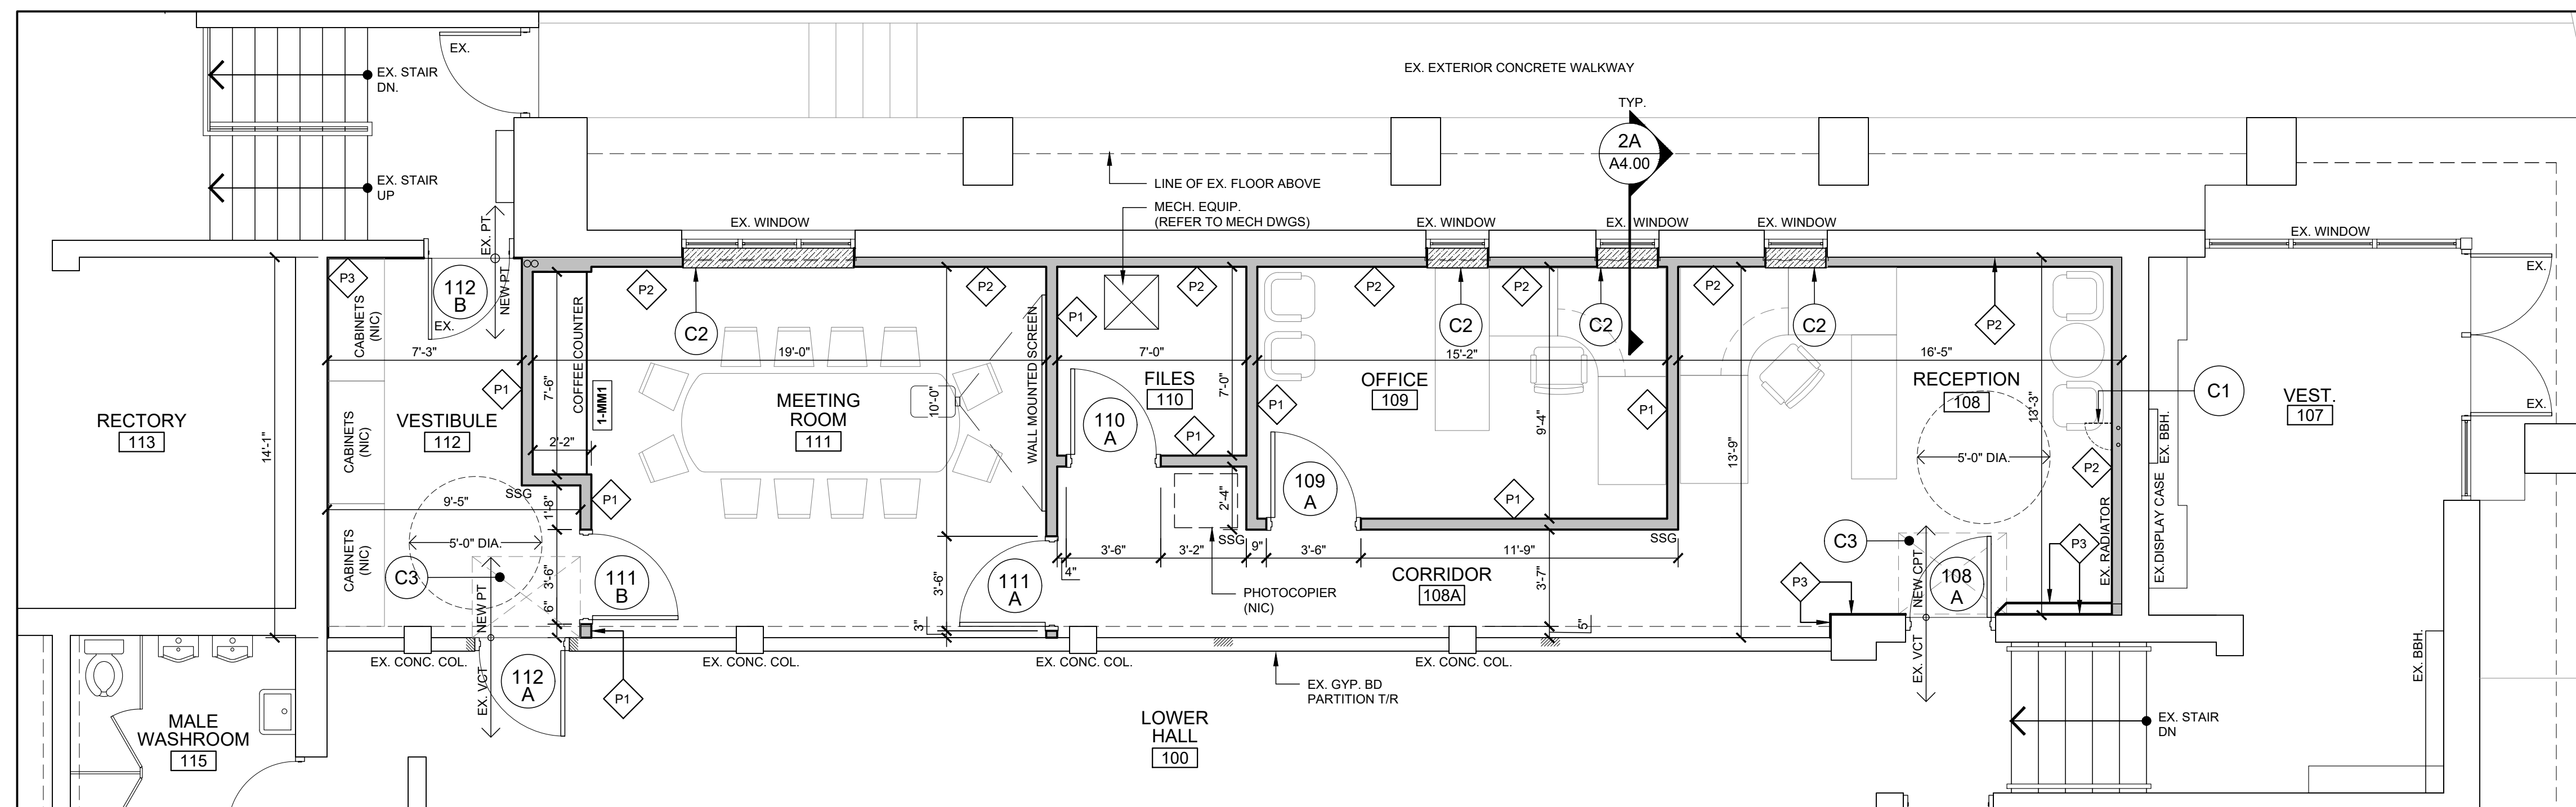 EX.
EX. STAIR
DN.
EX. EXTERIOR CONCRETE WALKWAY
TYP.
2A
A4.00
EX. STAIR
UP
LINE OF EX. FLOOR ABOVE
MECH. EQUIP.
(REFER TO MECH DWGS)
EX. PT
NEW PT
EX. WINDOW
EX. WINDOW
EX. WINDOW
EX. WINDOW
EX. WINDOW
P3
112
B
EX.
P2
C2
P2
P1
P2
P2
C2
P2
C2
P2
C2
P2
EX.
EX.
CABINETS
(NIC)
CABINETS
(NIC)
CABINETS
(NIC)
7'-3"
19'-0"
7'-0"
15'-2"
16'-5"
COFFEE COUNTER
7'-6"
1-MM1
2'-2"
P1
10'-0"
WALL MOUNTED SCREEN
RECTORY
113
14'-1"
VESTIBULE
112
MEETING
ROOM
111
FILES
110
7'-0"
110
A
P1
P1
OFFICE
109
9'-4"
P1
P1
109
A
RECEPTION
108
13'-3"
13'-9"
5'-0" DIA.
P2
C1
VEST.
107
EX. BBH.
EX.DISPLAY CASE
EX. RADIATOR
SSG
9'-5"
1'-8"
P1
5'-0" DIA.
C3
3'-6"
6"
NEW PT
EX. VCT
111
B
3'-6"
3"
111
A
2'-4"
SSG
4"
3'-6"
3'-2"
9"
3'-6"
11'-9"
SSG
PHOTOCOPIER
(NIC)
CORRIDOR
108A
3'-7"
5"
C3
P3
P3
NEW CPT
EX. VCT
108
A
EX. CONC. COL.
EX. CONC. COL.
EX. CONC. COL.
EX. CONC. COL.
112
A
P1
EX. GYP. BD
PARTITION T/R
EX. BBH.
MALE
WASHROOM
115
LOWER
HALL
100
EX. STAIR
DN